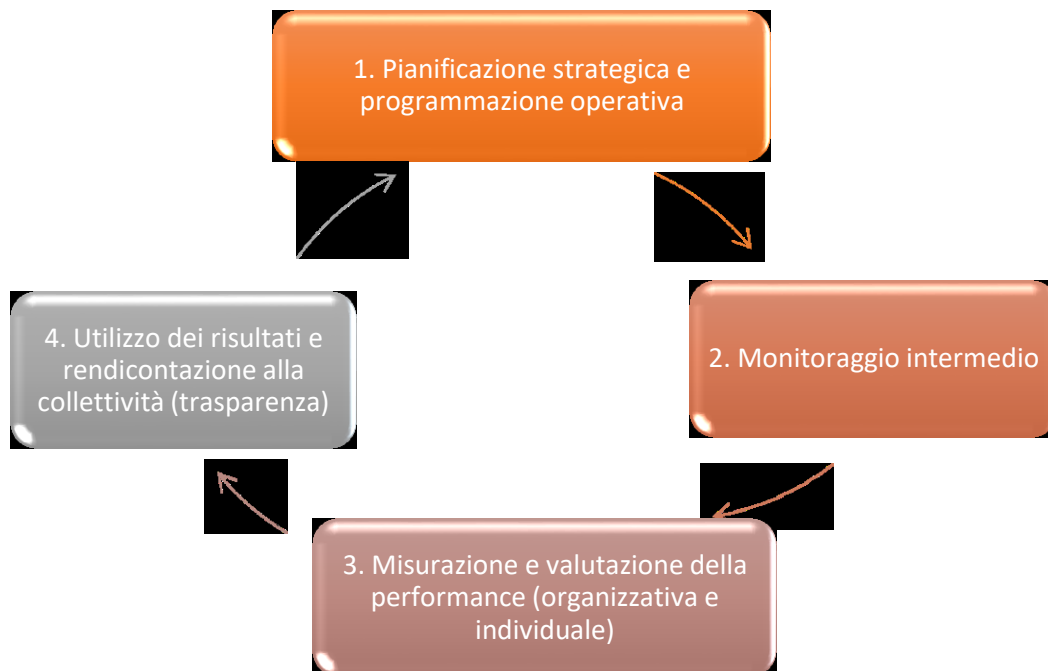 1. Pianificazione strategica e
programmazione operativa
2. Monitoraggio intermedio
3. Misurazione e valutazione della
performance (organizzativa e
individuale)
4. Utilizzo dei risultati e
rendicontazione alla
collettività (trasparenza)